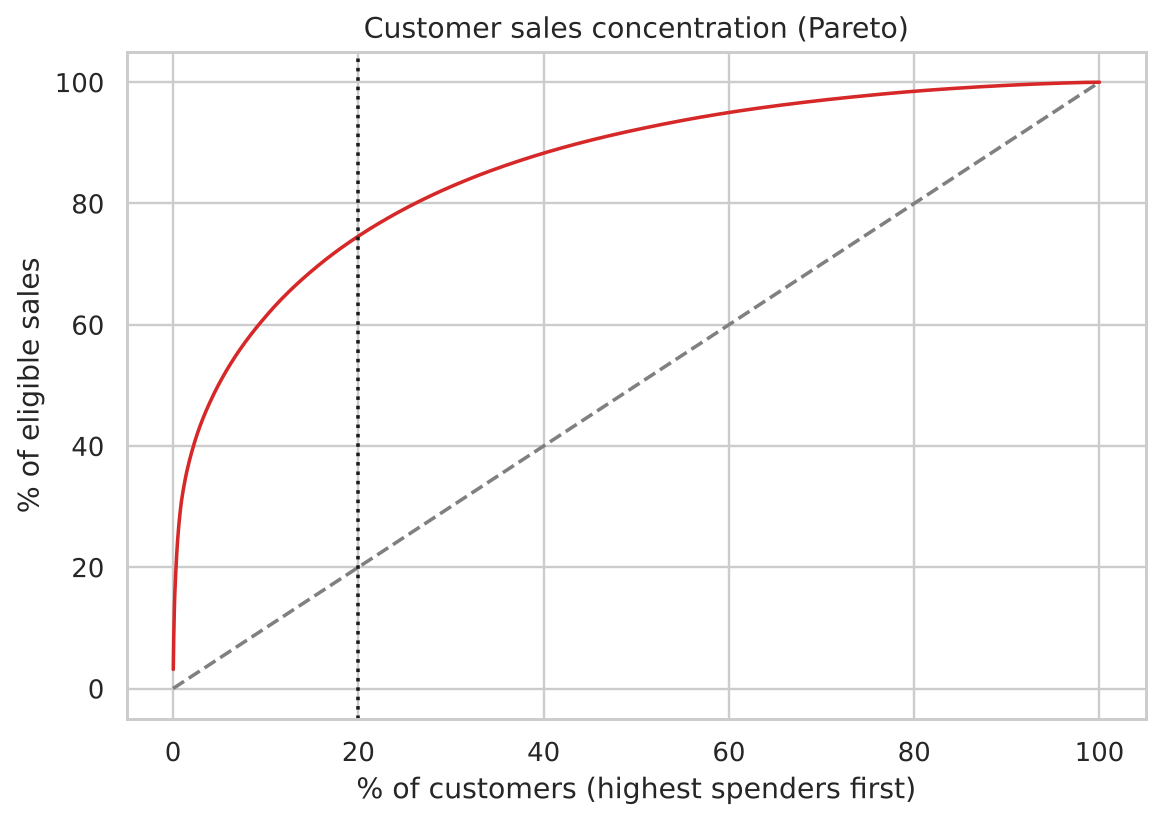 Customer sales concentration (Pareto)
100
80
60
40
20
0
% of eligible sales
0 20 40 60 80 100
% of customers (highest spenders first)